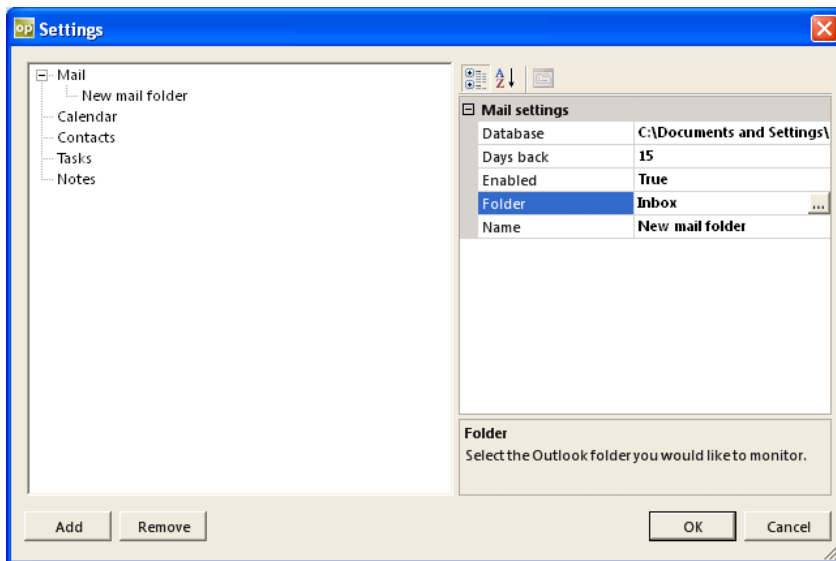 op Settings
Mail
New mail folder
Calendar
Contacts
Tasks
Notes
A
Z
Mail settings
Database C:\Documents and Settings\
Days back 15
Enabled True
Folder Inbox ...
Name New mail folder
Folder
Select the Outlook folder you would like to monitor.
Add Remove OK Cancel